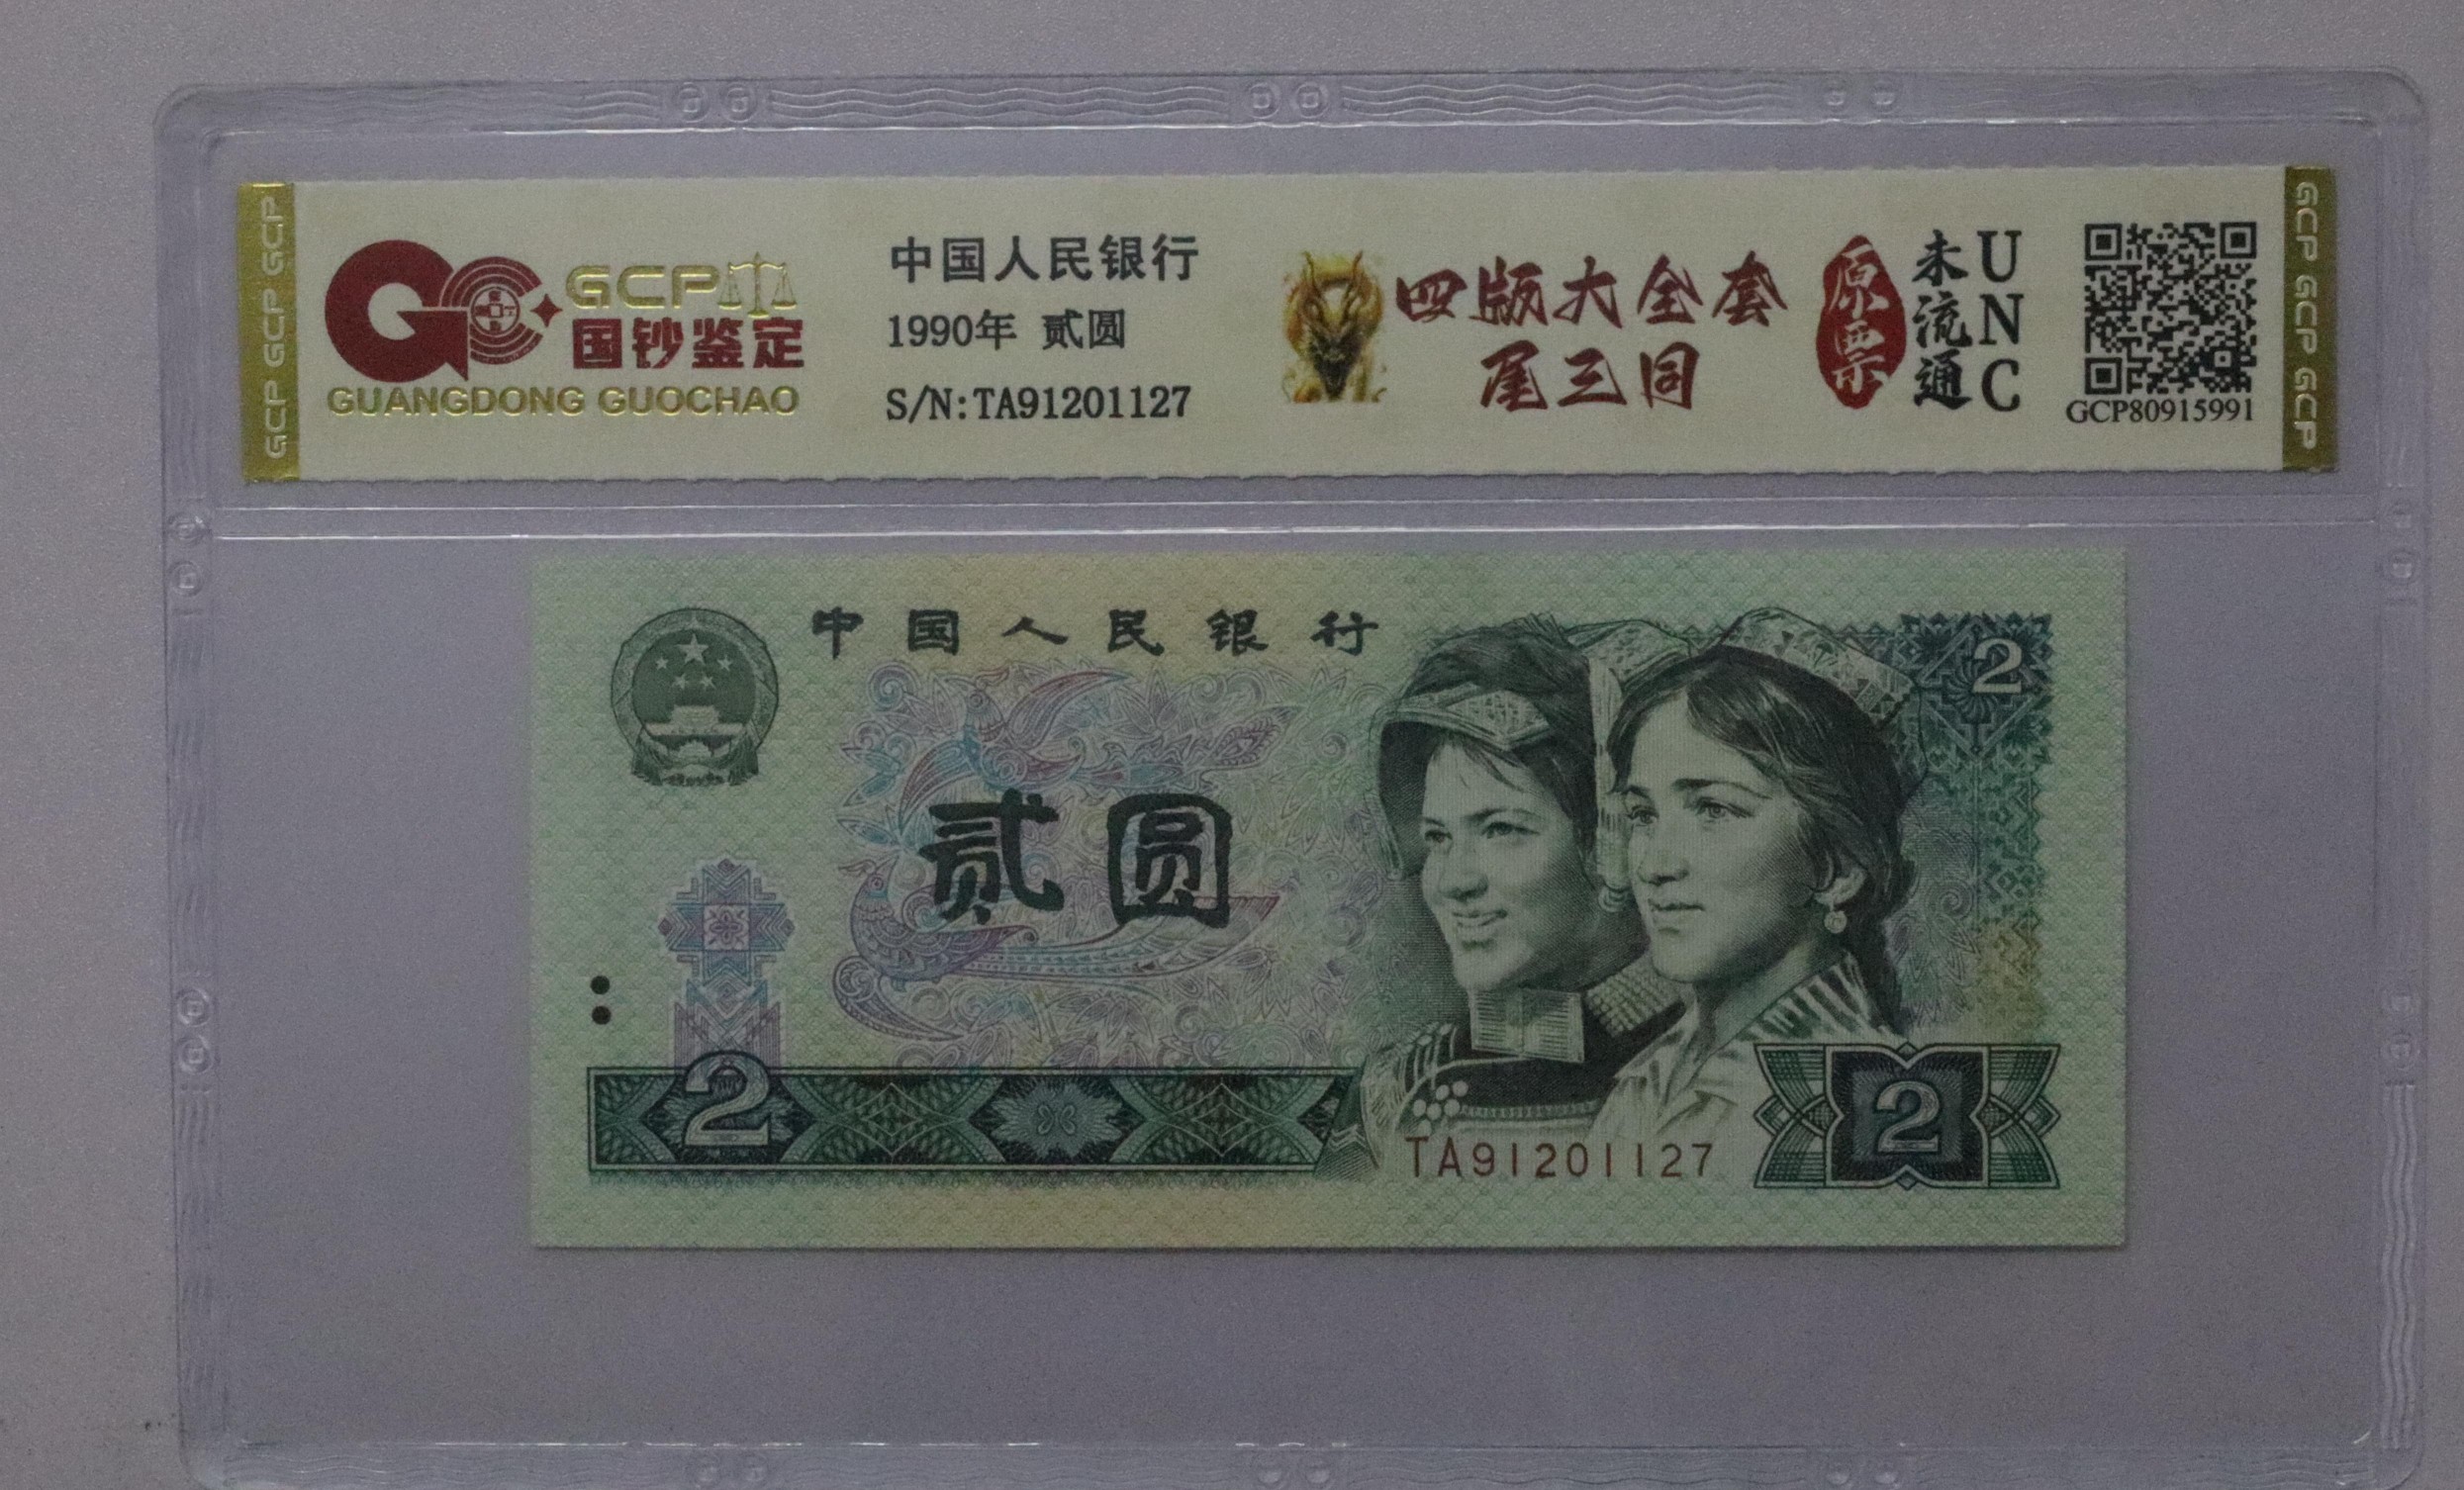 GCP GCP GCP
GCP
国钞鉴定
GUANGDONG GUOCHAO
中国人民银行
1990年 贰圆
S/N:TA91201127
四版大全套
尾三同
原票
未流通
UNC
GCP80915991
GCP GCP GCP
中国人民银行
2
贰圆
2
TA91201127
2